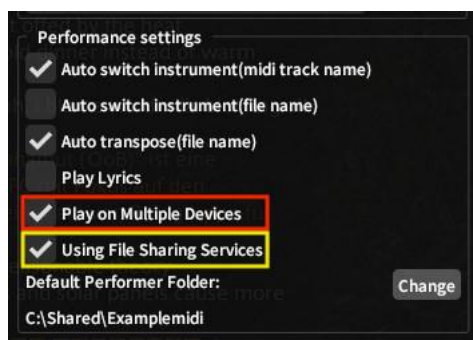 Performance settings
Auto switch instrument(midi track name)
Auto switch instrument(file name)
Auto transpose(file name)
Play Lyrics
Play on Multiple Devices
Using File Sharing Services
Default Performer Folder:
Change
C:\Shared\Examplemidi